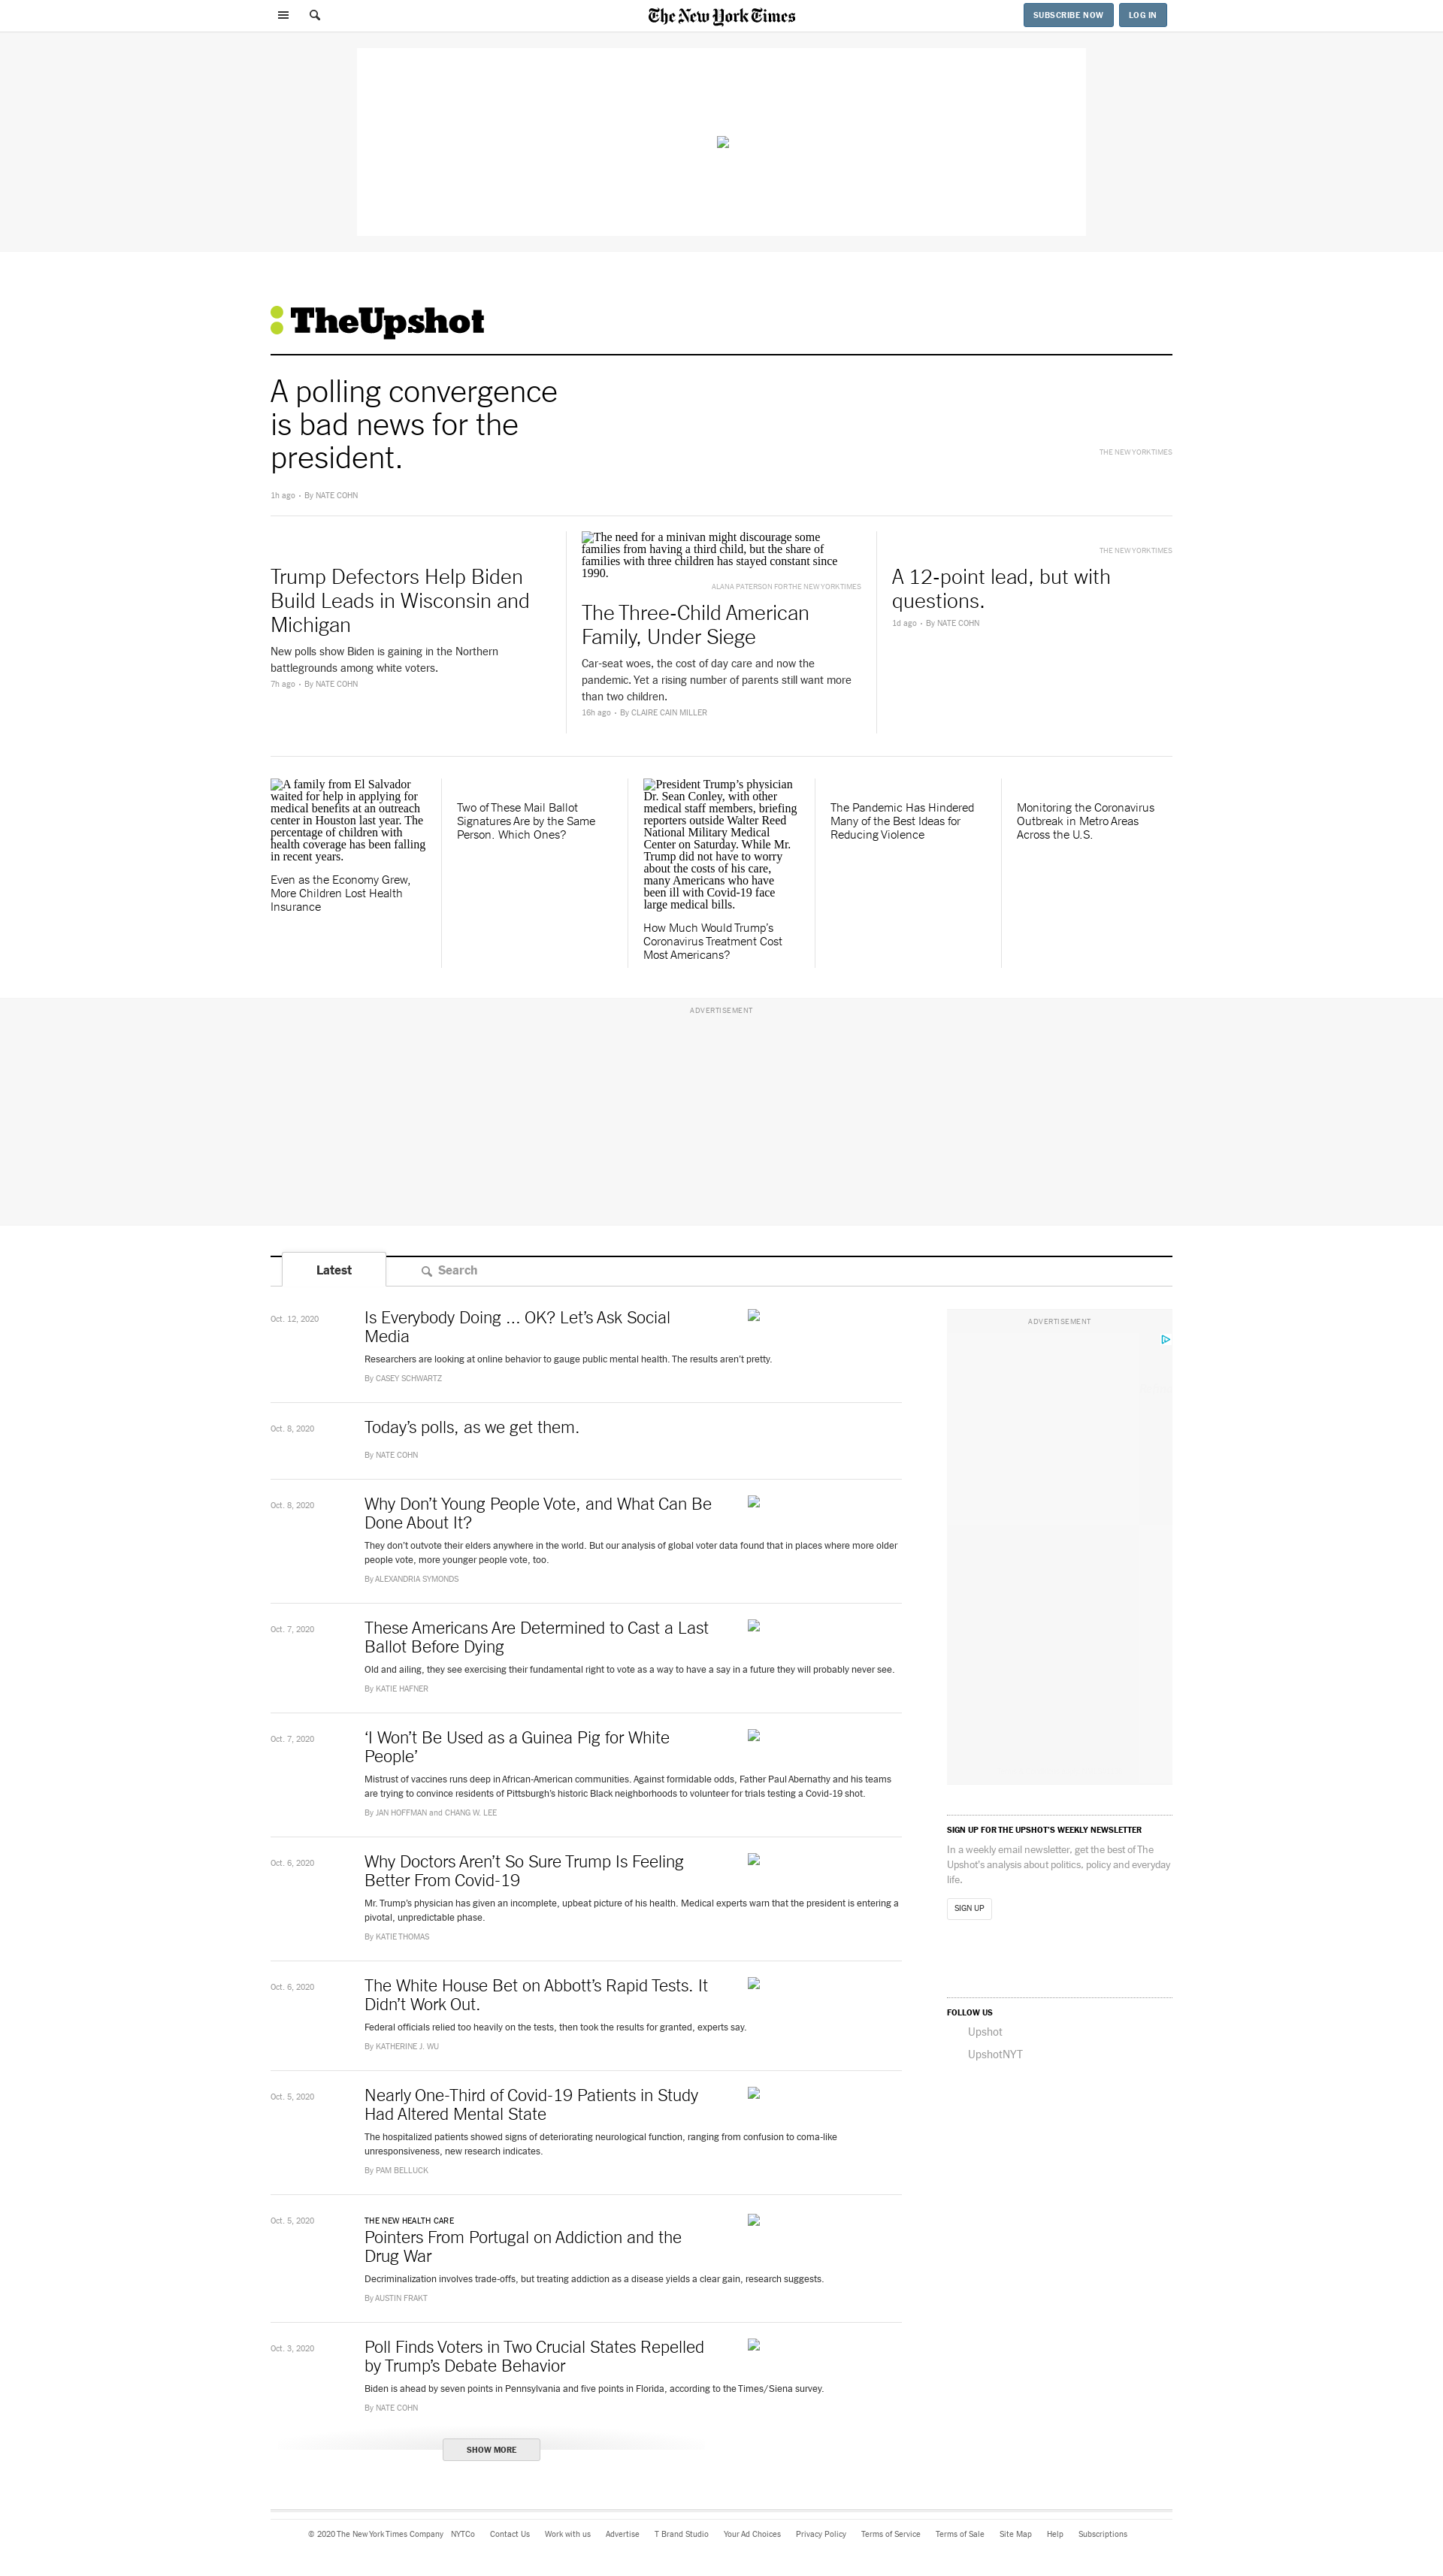 The New York Times
SUBSCRIBE NOW
LOG IN
TheUpshot
A polling convergence
is bad news for the
president.
THE NEW YORK TIMES
1h ago • By NATE COHN
Trump Defectors Help Biden
Build Leads in Wisconsin and
Michigan
New polls show Biden is gaining in the Northern
battlegrounds among white voters.
7h ago • By NATE COHN
The need for a minivan might discourage some
families from having a third child, but the share of
families with three children has stayed constant since
1990.
ALANA PATERSON FOR THE NEW YORK TIMES
The Three-Child American
Family, Under Siege
Car-seat woes, the cost of day care and now the
pandemic. Yet a rising number of parents still want more
than two children.
16h ago • By CLAIRE CAIN MILLER
THE NEW YORK TIMES
A 12-point lead, but with
questions.
1d ago • By NATE COHN
A family from El Salvador
waited for help in applying for
medical benefits at an outreach
center in Houston last year. The
percentage of children with
health coverage has been falling
in recent years.
Even as the Economy Grew,
More Children Lost Health
Insurance
Two of These Mail Ballot
Signatures Are by the Same
Person. Which Ones?
President Trump’s physician
Dr. Sean Conley, with other
medical staff members, briefing
reporters outside Walter Reed
National Military Medical
Center on Saturday. While Mr.
Trump did not have to worry
about the costs of his care,
many Americans who have
been ill with Covid-19 face
large medical bills.
How Much Would Trump’s
Coronavirus Treatment Cost
Most Americans?
The Pandemic Has Hindered
Many of the Best Ideas for
Reducing Violence
Monitoring the Coronavirus
Outbreak in Metro Areas
Across the U.S.
ADVERTISEMENT
Latest
Search
Oct. 12, 2020
Is Everybody Doing ... OK? Let’s Ask Social
Media
Researchers are looking at online behavior to gauge public mental health. The results aren’t pretty.
By CASEY SCHWARTZ
Oct. 8, 2020
Today’s polls, as we get them.
By NATE COHN
Oct. 8, 2020
Why Don’t Young People Vote, and What Can Be
Done About It?
They don’t outvote their elders anywhere in the world. But our analysis of global voter data found that in places where more older
people vote, more younger people vote, too.
By ALEXANDRIA SYMONDS
Oct. 7, 2020
These Americans Are Determined to Cast a Last
Ballot Before Dying
Old and ailing, they see exercising their fundamental right to vote as a way to have a say in a future they will probably never see.
By KATIE HAFNER
Oct. 7, 2020
‘I Won’t Be Used as a Guinea Pig for White
People’
Mistrust of vaccines runs deep in African-American communities. Against formidable odds, Father Paul Abernathy and his teams
are trying to convince residents of Pittsburgh’s historic Black neighborhoods to volunteer for trials testing a Covid-19 shot.
By JAN HOFFMAN and CHANG W. LEE
Oct. 6, 2020
Why Doctors Aren’t So Sure Trump Is Feeling
Better From Covid-19
Mr. Trump’s physician has given an incomplete, upbeat picture of his health. Medical experts warn that the president is entering a
pivotal, unpredictable phase.
By KATIE THOMAS
Oct. 6, 2020
The White House Bet on Abbott’s Rapid Tests. It
Didn’t Work Out.
Federal officials relied too heavily on the tests, then took the results for granted, experts say.
By KATHERINE J. WU
Oct. 5, 2020
Nearly One-Third of Covid-19 Patients in Study
Had Altered Mental State
The hospitalized patients showed signs of deteriorating neurological function, ranging from confusion to coma-like
unresponsiveness, new research indicates.
By PAM BELLUCK
Oct. 5, 2020
THE NEW HEALTH CARE
Pointers From Portugal on Addiction and the
Drug War
Decriminalization involves trade-offs, but treating addiction as a disease yields a clear gain, research suggests.
By AUSTIN FRAKT
Oct. 3, 2020
Poll Finds Voters in Two Crucial States Repelled
by Trump’s Debate Behavior
Biden is ahead by seven points in Pennsylvania and five points in Florida, according to the Times/Siena survey.
By NATE COHN
SHOW MORE
ADVERTISEMENT
SIGN UP FOR THE UPSHOT’S WEEKLY NEWSLETTER
In a weekly email newsletter, get the best of The
Upshot’s analysis about politics, policy and everyday
life.
SIGN UP
FOLLOW US
Upshot
UpshotNYT
© 2020 The New York Times Company NYTCo Contact Us Work with us Advertise T Brand Studio Your Ad Choices Privacy Policy Terms of Service Terms of Sale Site Map Help Subscriptions